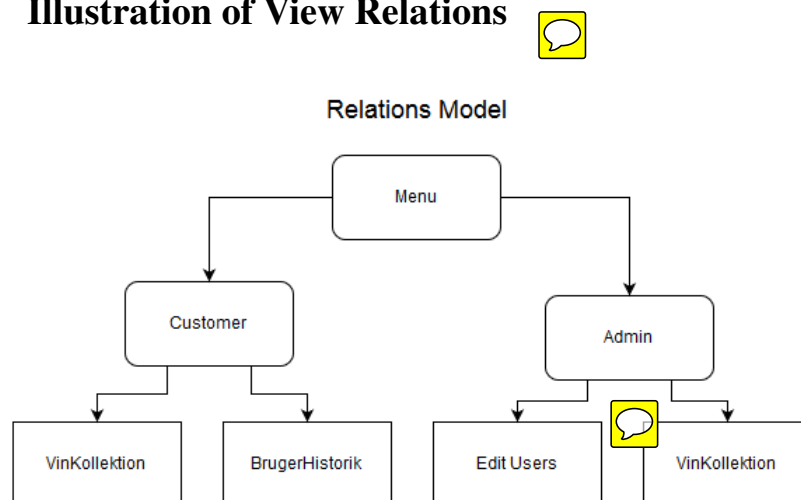 Illustration of View Relations
Relations Model
Menu
Customer
Admin
VinKollektion
BrugerHistorik
Edit Users
VinKollektion